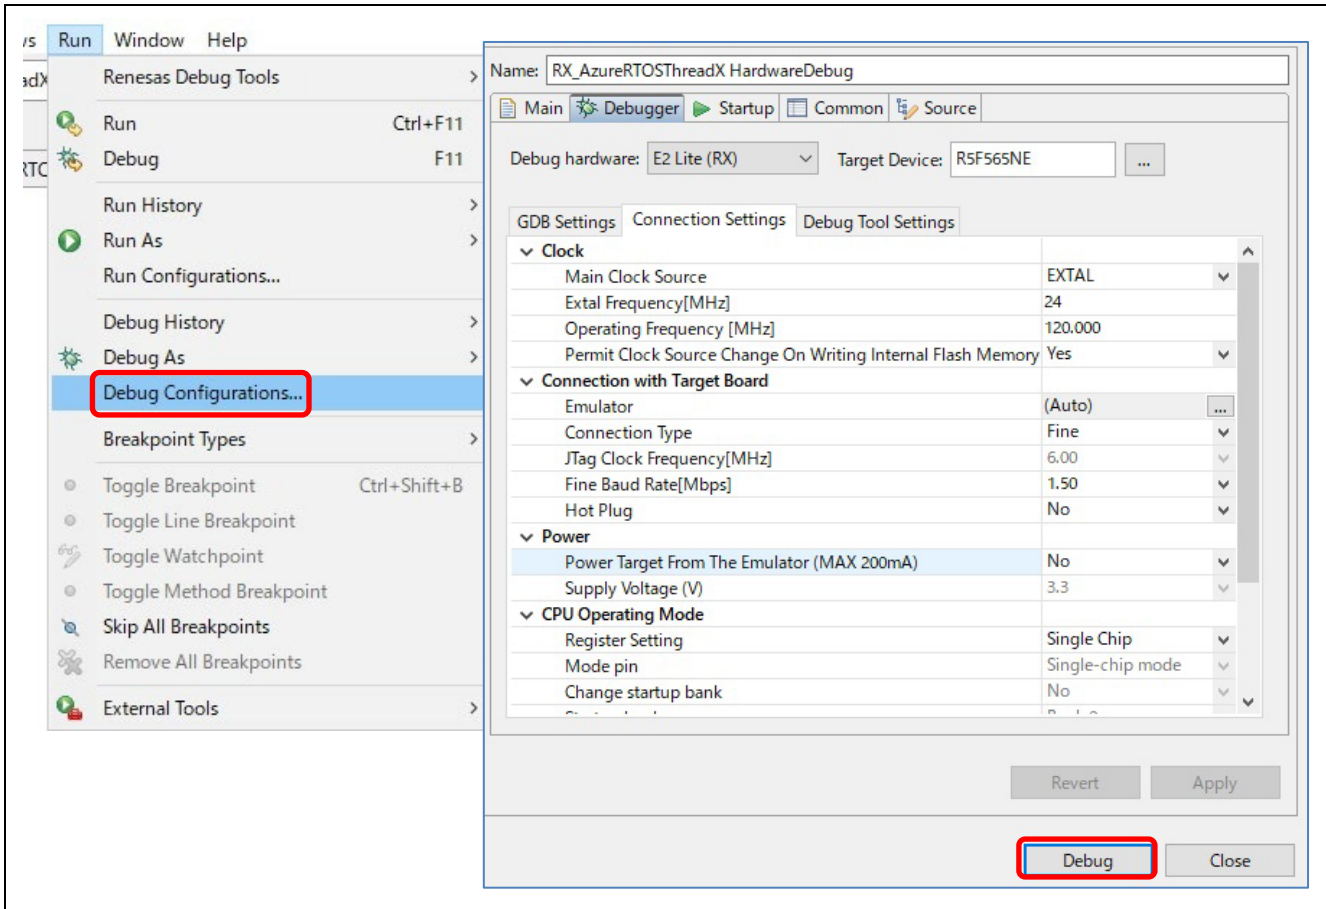 vs Run Window Help
adX
RTC
Renesas Debug Tools
Run Ctrl+F11
Debug F11
Run History
Run As
Run Configurations...
Debug History
Debug As
Debug Configurations...
Breakpoint Types
Toggle Breakpoint Ctrl+Shift+B
Toggle Line Breakpoint
Toggle Watchpoint
Toggle Method Breakpoint
Skip All Breakpoints
Remove All Breakpoints
External Tools
Name: RX_AzureRTOSThreadX HardwareDebug
Main Debugger Startup Common Source
Debug hardware: E2 Lite (RX) Target Device: R5F565NE ...
GDB Settings Connection Settings Debug Tool Settings
Clock
Main Clock Source EXTAL
Extal Frequency[MHz] 24
Operating Frequency [MHz] 120.000
Permit Clock Source Change On Writing Internal Flash Memory Yes
Connection with Target Board
Emulator (Auto) ...
Connection Type Fine
JTag Clock Frequency[MHz] 6.00
Fine Baud Rate[Mbps] 1.50
Hot Plug No
Power
Power Target From The Emulator (MAX 200mA) No
Supply Voltage (V) 3.3
CPU Operating Mode
Register Setting Single Chip
Mode pin Single-chip mode
Change startup bank No
Revert Apply
Debug Close